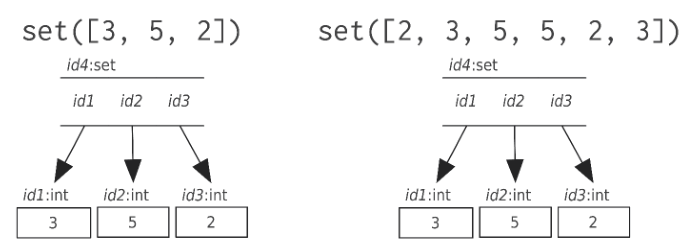 set([3, 5, 2])
id4:set
id1 id2 id3
id1:int id2:int id3:int
3 5 2
set([2, 3, 5, 5, 2, 3])
id4:set
id1 id2 id3
id1:int id2:int id3:int
3 5 2